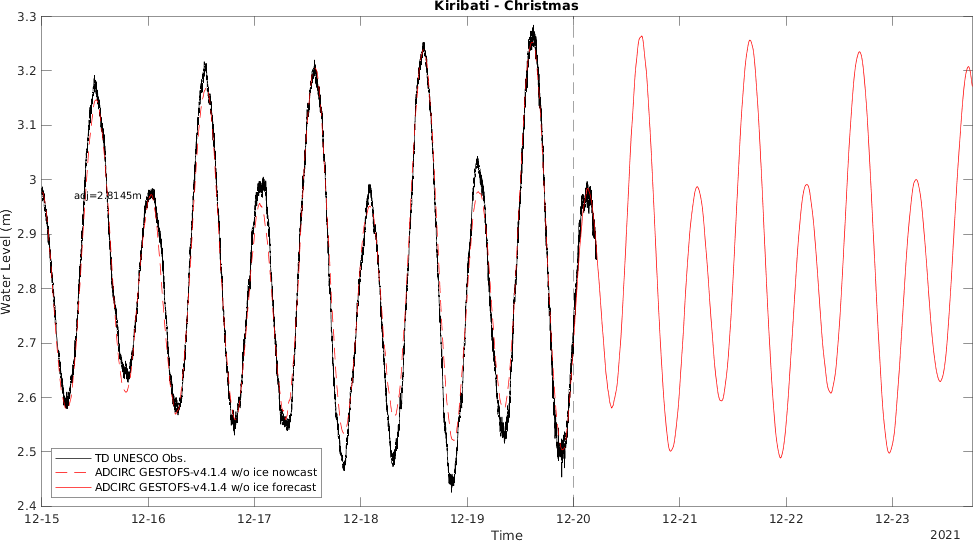 Kiribati - Christmas
3.3
3.2
3.1
3
2.9
2.8
2.7
2.6
2.5
2.4
Water Level (m)
adj=2.8145m
TD UNESCO Obs.
ADCIRC GESTOFS-v4.1.4 w/o ice nowcast
ADCIRC GESTOFS-v4.1.4 w/o ice forecast
12-15 12-16 12-17 12-18 12-19 12-20 12-21 12-22 12-23
Time
2021